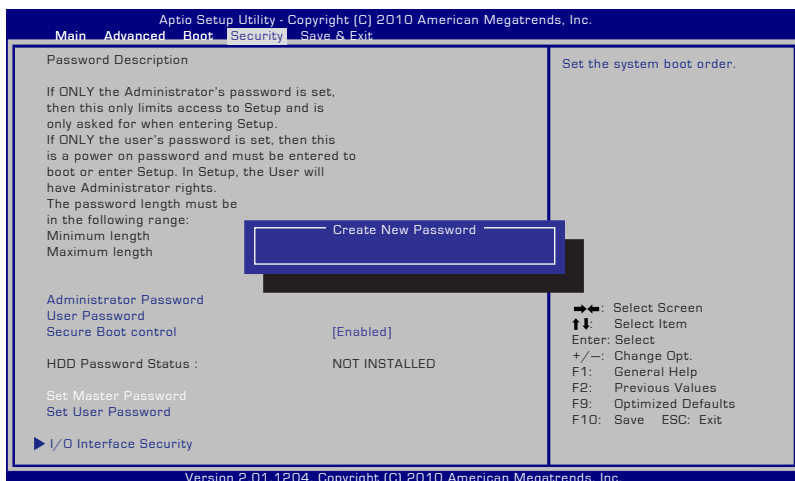 Aptio Setup Utility - Copyright (C) 2010 American Megatrends, Inc.
Main Advanced Boot Security Save & Exit
Password Description
If ONLY the Administrator's password is set,
then this only limits access to Setup and is
only asked for when entering Setup.
If ONLY the user's password is set, then this
is a power on password and must be entered to
boot or enter Setup. In Setup, the User will
have Administrator rights.
The password length must be
in the following range:
Minimum length
Maximum length
Create New Password
Administrator Password
User Password
Secure Boot control [Enabled]
HDD Password Status : NOT INSTALLED
Set Master Password
Set User Password
I/O Interface Security
Set the system boot order.
→←: Select Screen
↑↓: Select Item
Enter: Select
+/—: Change Opt.
F1: General Help
F2: Previous Values
F9: Optimized Defaults
F10: Save ESC: Exit
Version 2.01.1204. Copyright (C) 2010 American Megatrends, Inc.